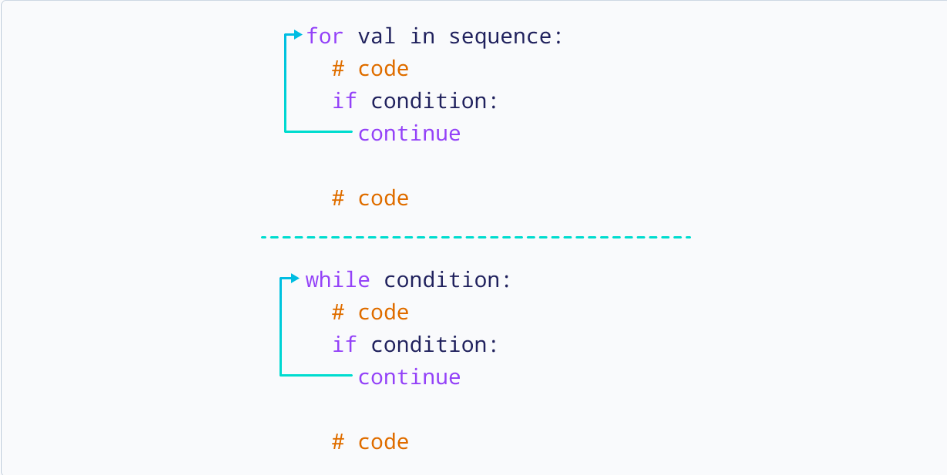 for val in sequence:
# code
if condition:
continue
# code
while condition:
# code
if condition:
continue
# code